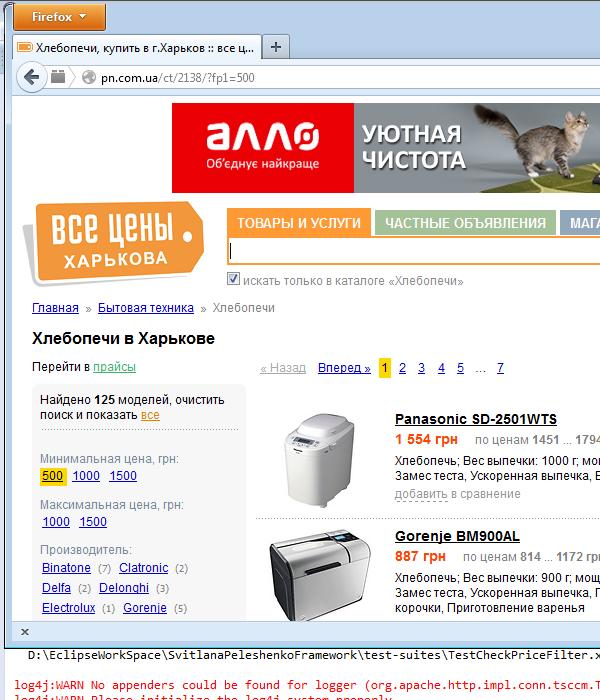 Firefox
Хлебопечи, купить в г.Харьков :: все ц...
pn.com.ua/ct/2138/?fp1=500
алло
Об'єднує найкраще
УЮТНАЯ
ЧИСТОТА
ВСЕ ЦЕНЫ
ХАРЬКОВА
ТОВАРЫ И УСЛУГИ
ЧАСТНЫЕ ОБЪЯВЛЕНИЯ
МАГА
искать только в каталоге «Хлебопечи»
Главная » Бытовая техника » Хлебопечи
Хлебопечи в Харькове
Перейти в прайсы
« Назад Вперед » 1 2 3 4 5 ... 7
Найдено 125 моделей, очистить
поиск и показать все
Минимальная цена, грн:
500 1000 1500
Максимальная цена, грн:
1000 1500
Производитель:
Binatone (7) Clatronic (2)
Delfa (2) Delonghi (3)
Electrolux (1) Gorenje (5)
Panasonic SD-2501WTS
1 554 грн по ценам 1451 ... 1794
Хлебопечь; Вес выпечки: 1000 г; мощ
Замес теста, Ускоренная выпечка, В
добавить в сравнение
Gorenje BM900AL
887 грн по ценам 814 ... 1172 грн
Хлебопечь; Вес выпечки: 900 г; мощ
Замес теста, Ускоренная выпечка, Г
корочки, Приготовление варенья
D:\EclipseWorkSpace\SvitlanaPeleshenkoFramework\test-suites\TestCheckPriceFilter.x
log4j:WARN No appenders could be found for logger (org.apache.http.impl.conn.tsccm.T
log4j:WARN Please initialize the log4j system properly.